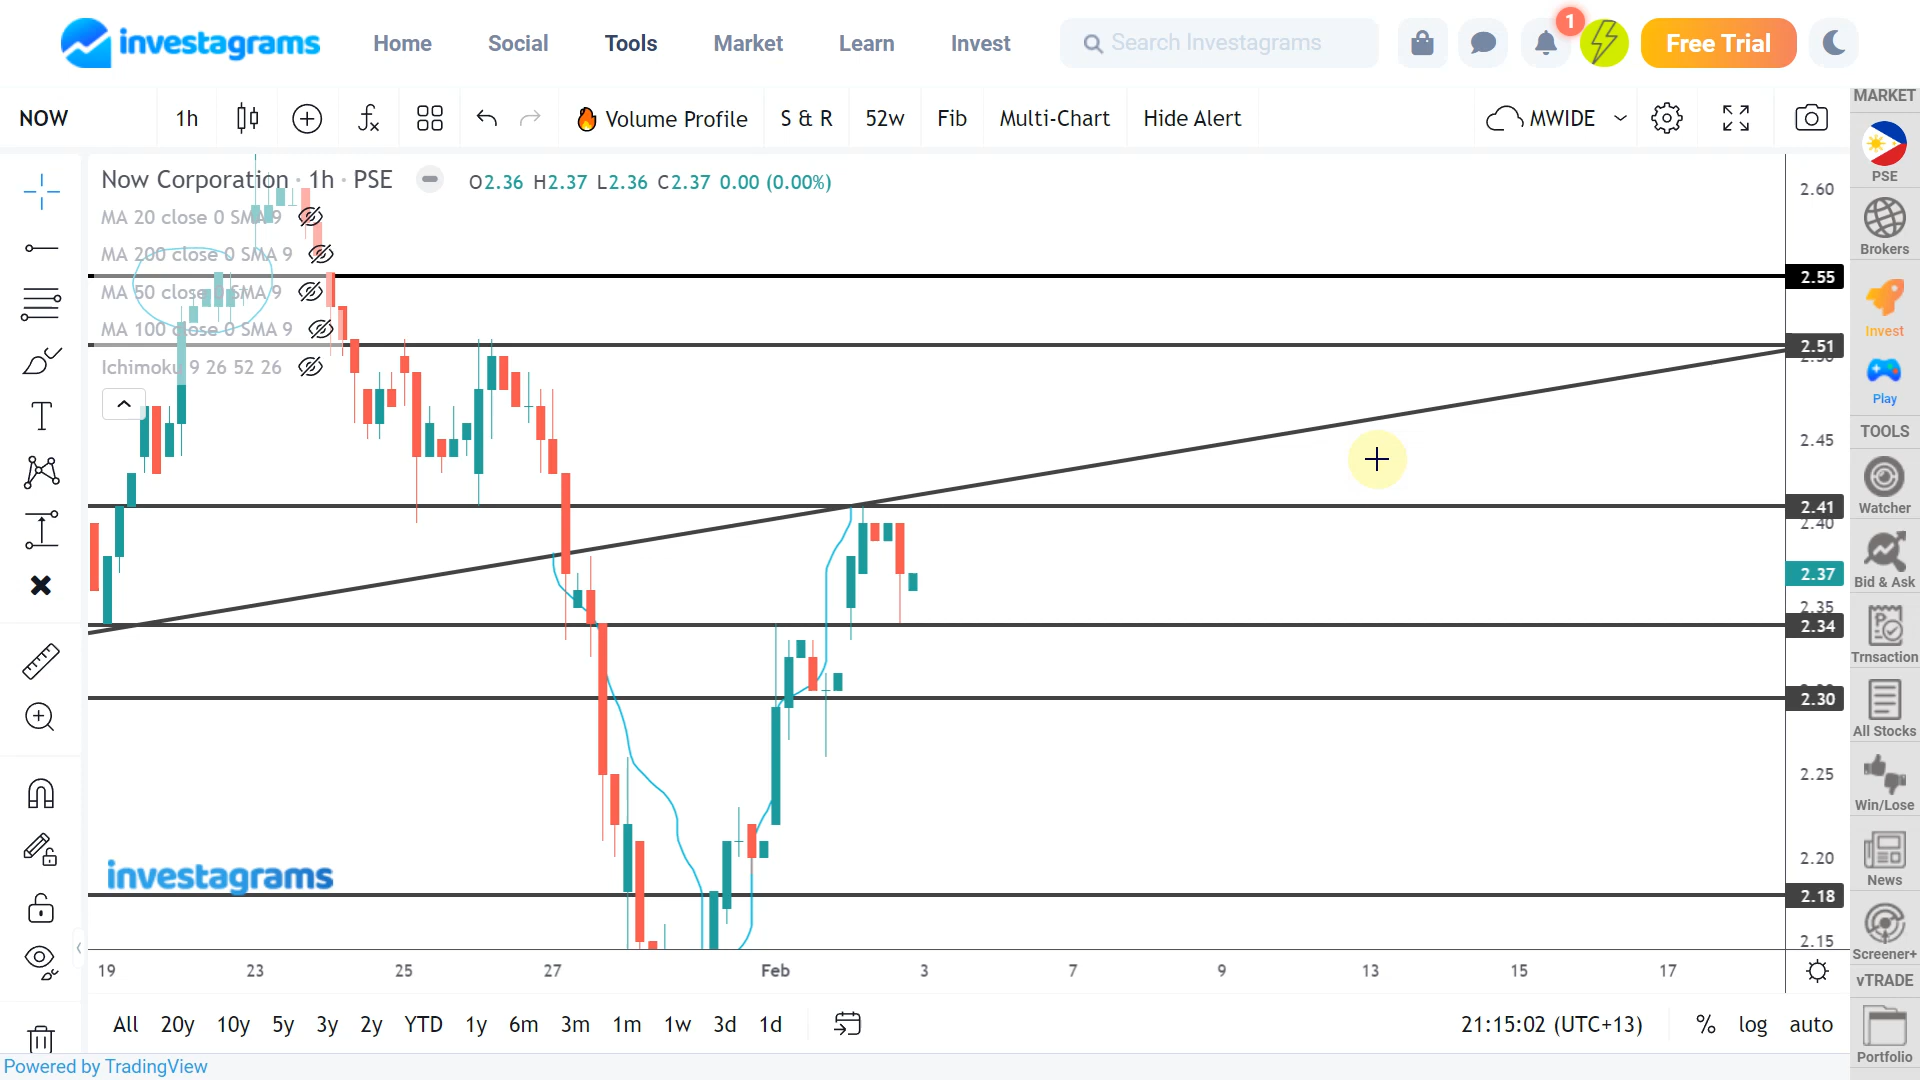 investagrams Home Social Tools Market Learn Invest Search Investagrams 1 Free Trial
NOW 1h Volume Profile S & R 52w Fib Multi-Chart Hide Alert MWIDE
Now Corporation · 1h · PSE O2.36 H2.37 L2.36 C2.37 0.00 (0.00%)
MA 20 close 0 SMA 9
MA 200 close 0 SMA 9
MA 50 close 0 SMA 9
MA 100 close 0 SMA 9
Ichimoku 9 26 52 26
2.60
2.55
2.51
2.45
2.41
2.40
2.37
2.35
2.34
2.30
2.25
2.20
2.18
2.15
investagrams
19 23 25 27 Feb 3 7 9 13 15 17
All 20y 10y 5y 3y 2y YTD 1y 6m 3m 1m 1w 3d 1d 21:15:02 (UTC+13) % log auto
Powered by TradingView
MARKET
PSE
Brokers
Invest
Play
TOOLS
Watcher
Bid & Ask
Trnsaction
All Stocks
Win/Lose
News
Screener+
vTRADE
Portfolio